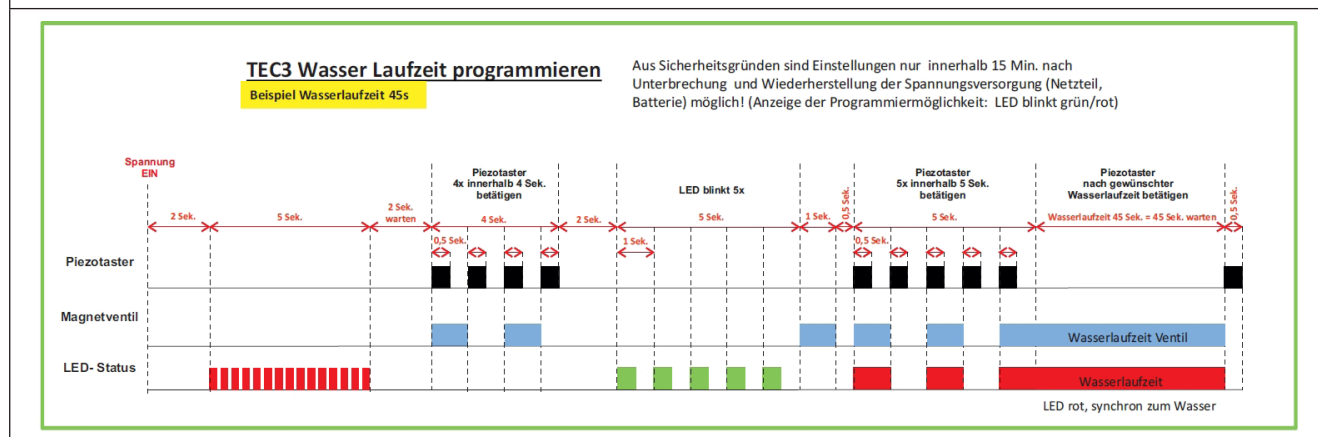 TEC3 Wasser Laufzeit programmieren
Beispiel Wasserlaufzeit 45s
Aus Sicherheitsgründen sind Einstellungen nur innerhalb 15 Min. nach
Unterbrechung und Wiederherstellung der Spannungsversorgung (Netzteil,
Batterie) möglich! (Anzeige der Programmiermöglichkeit: LED blinkt grün/rot)
Spannung
EIN
Piezotaster
4x innerhalb 4 Sek.
betätigen
LED blinkt 5x
Piezotaster
5x innerhalb 5 Sek.
betätigen
Piezotaster
nach gewünschter
Wasserlaufzeit betätigen
2 Sek.
5 Sek.
2 Sek.
warten
4 Sek.
2 Sek.
5 Sek.
1 Sek.
0,5 Sek.
5 Sek.
Wasserlaufzeit 45 Sek. = 45 Sek. warten
0,5 Sek.
0,5 Sek.
1 Sek.
0,5 Sek.
Piezotaster
Magnetventil
Wasserlaufzeit Ventil
LED- Status
Wasserlaufzeit
LED rot, synchron zum Wasser